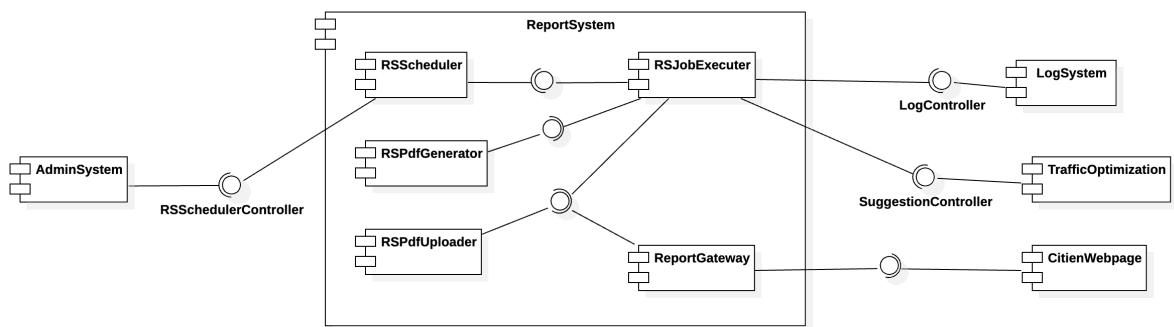 ReportSystem
RSScheduler
RSJobExecuter
LogSystem
LogController
RSPdfGenerator
AdminSystem
TrafficOptimization
RSSchedulerController
SuggestionController
RSPdfUploader
ReportGateway
CitienWebpage